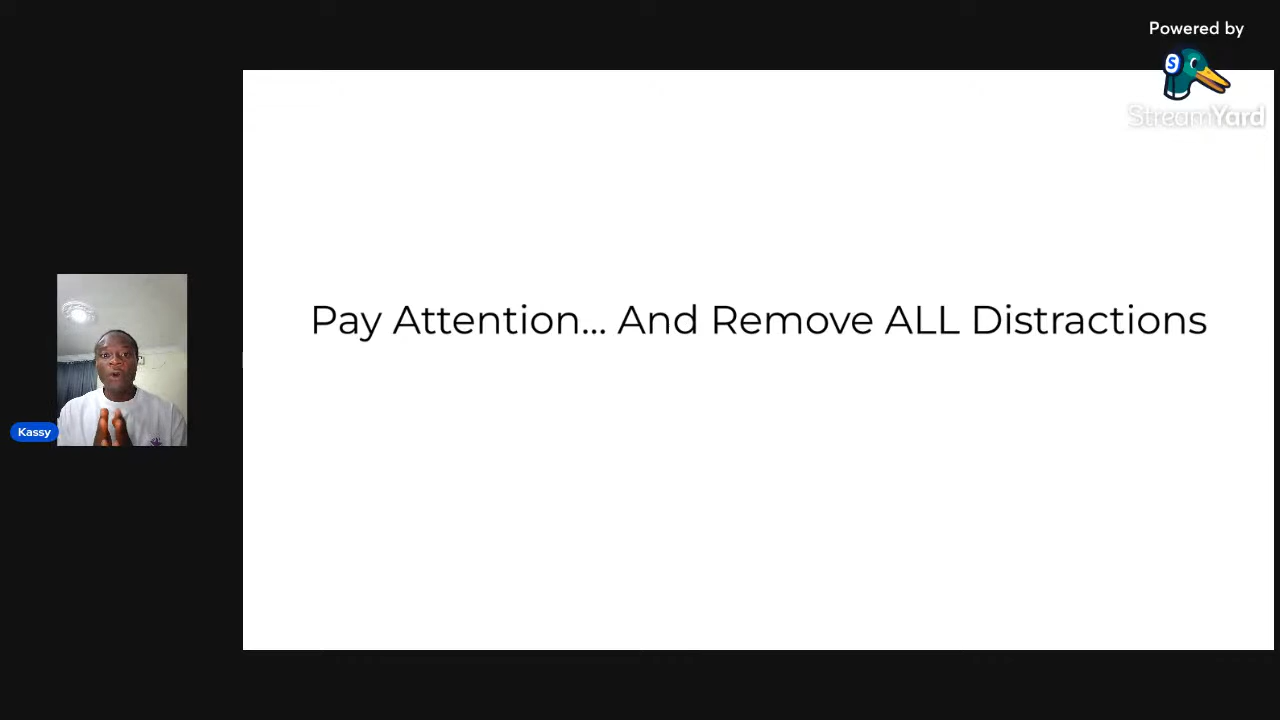 Powered by
S
StreamYard
Pay Attention... And Remove ALL Distractions
Kassy